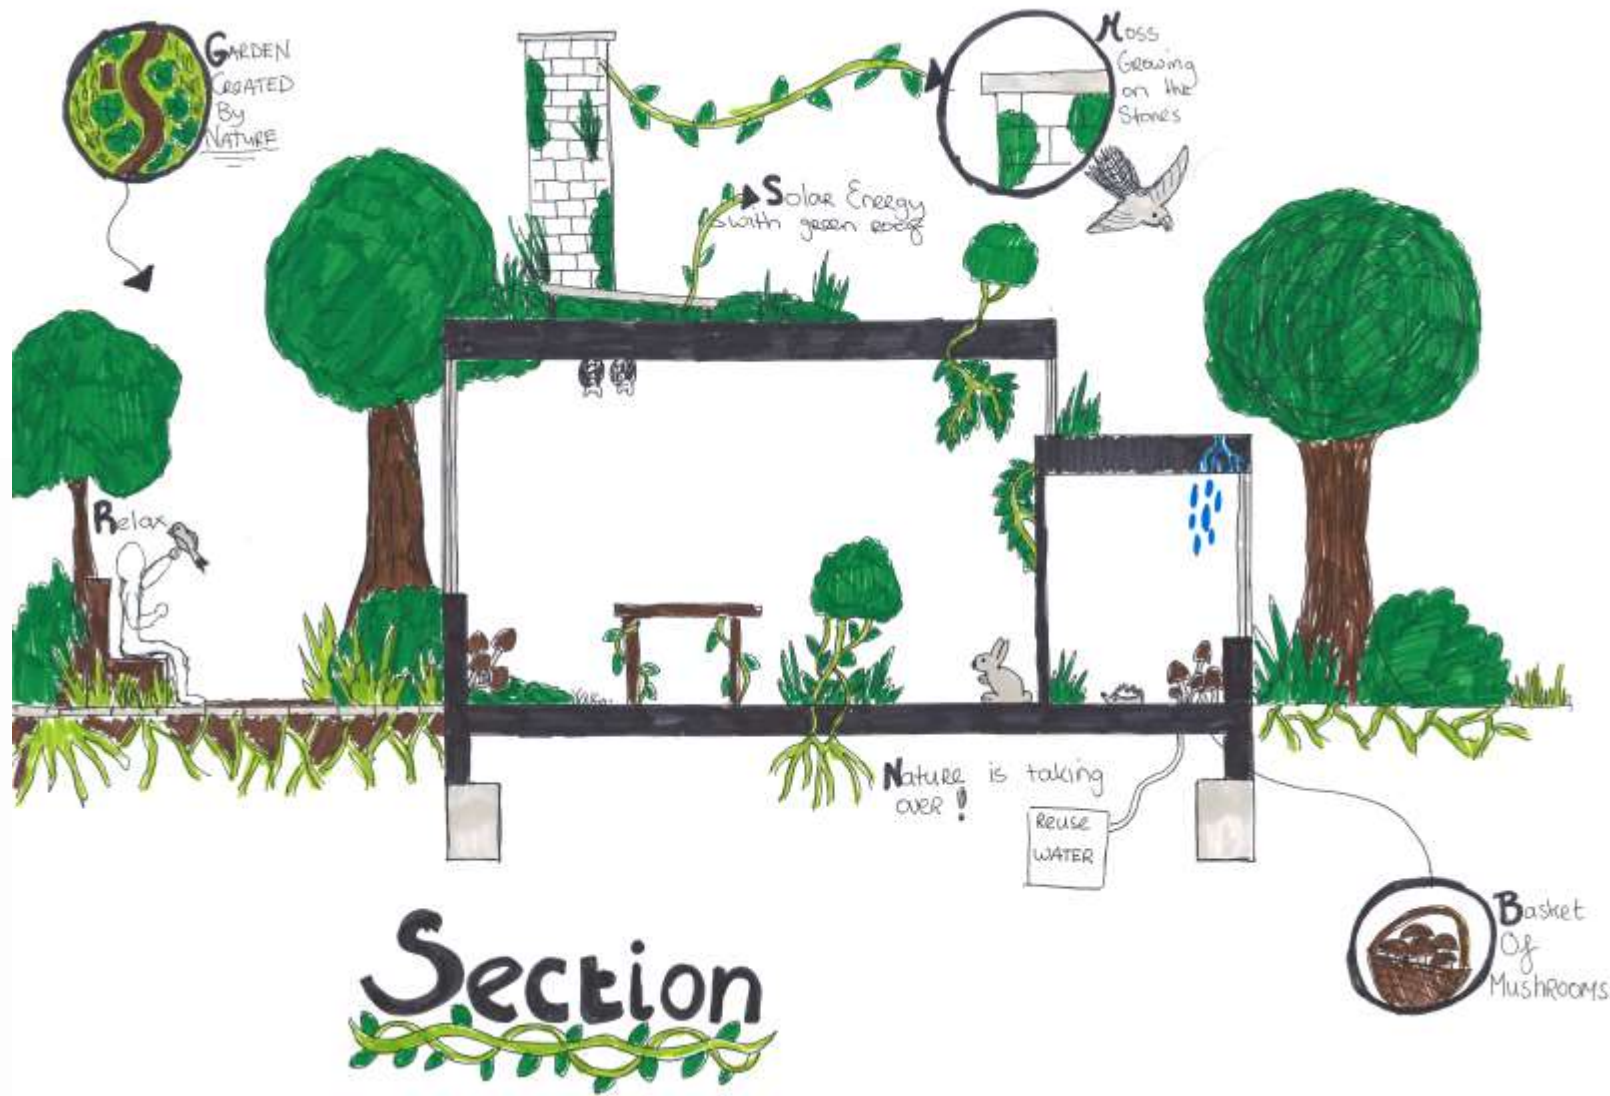 GARDEN
CREATED
By
NATURE
Moss
Growing
on the
Stones
Solar Energy
with green roof
Relax
Nature is taking
over!
Reuse
WATER
Basket
Of
MushROOMS
Section